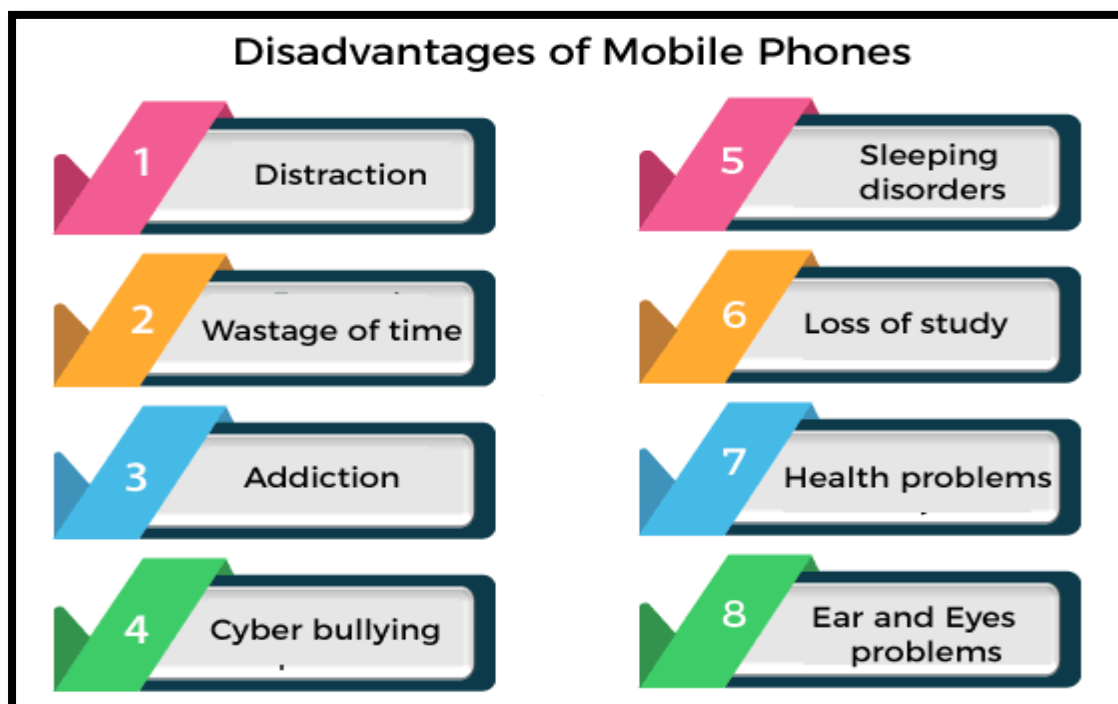 Disadvantages of Mobile Phones
1
Distraction
2
Wastage of time
3
Addiction
4
Cyber bullying
5
Sleeping
disorders
6
Loss of study
7
Health problems
8
Ear and Eyes
problems